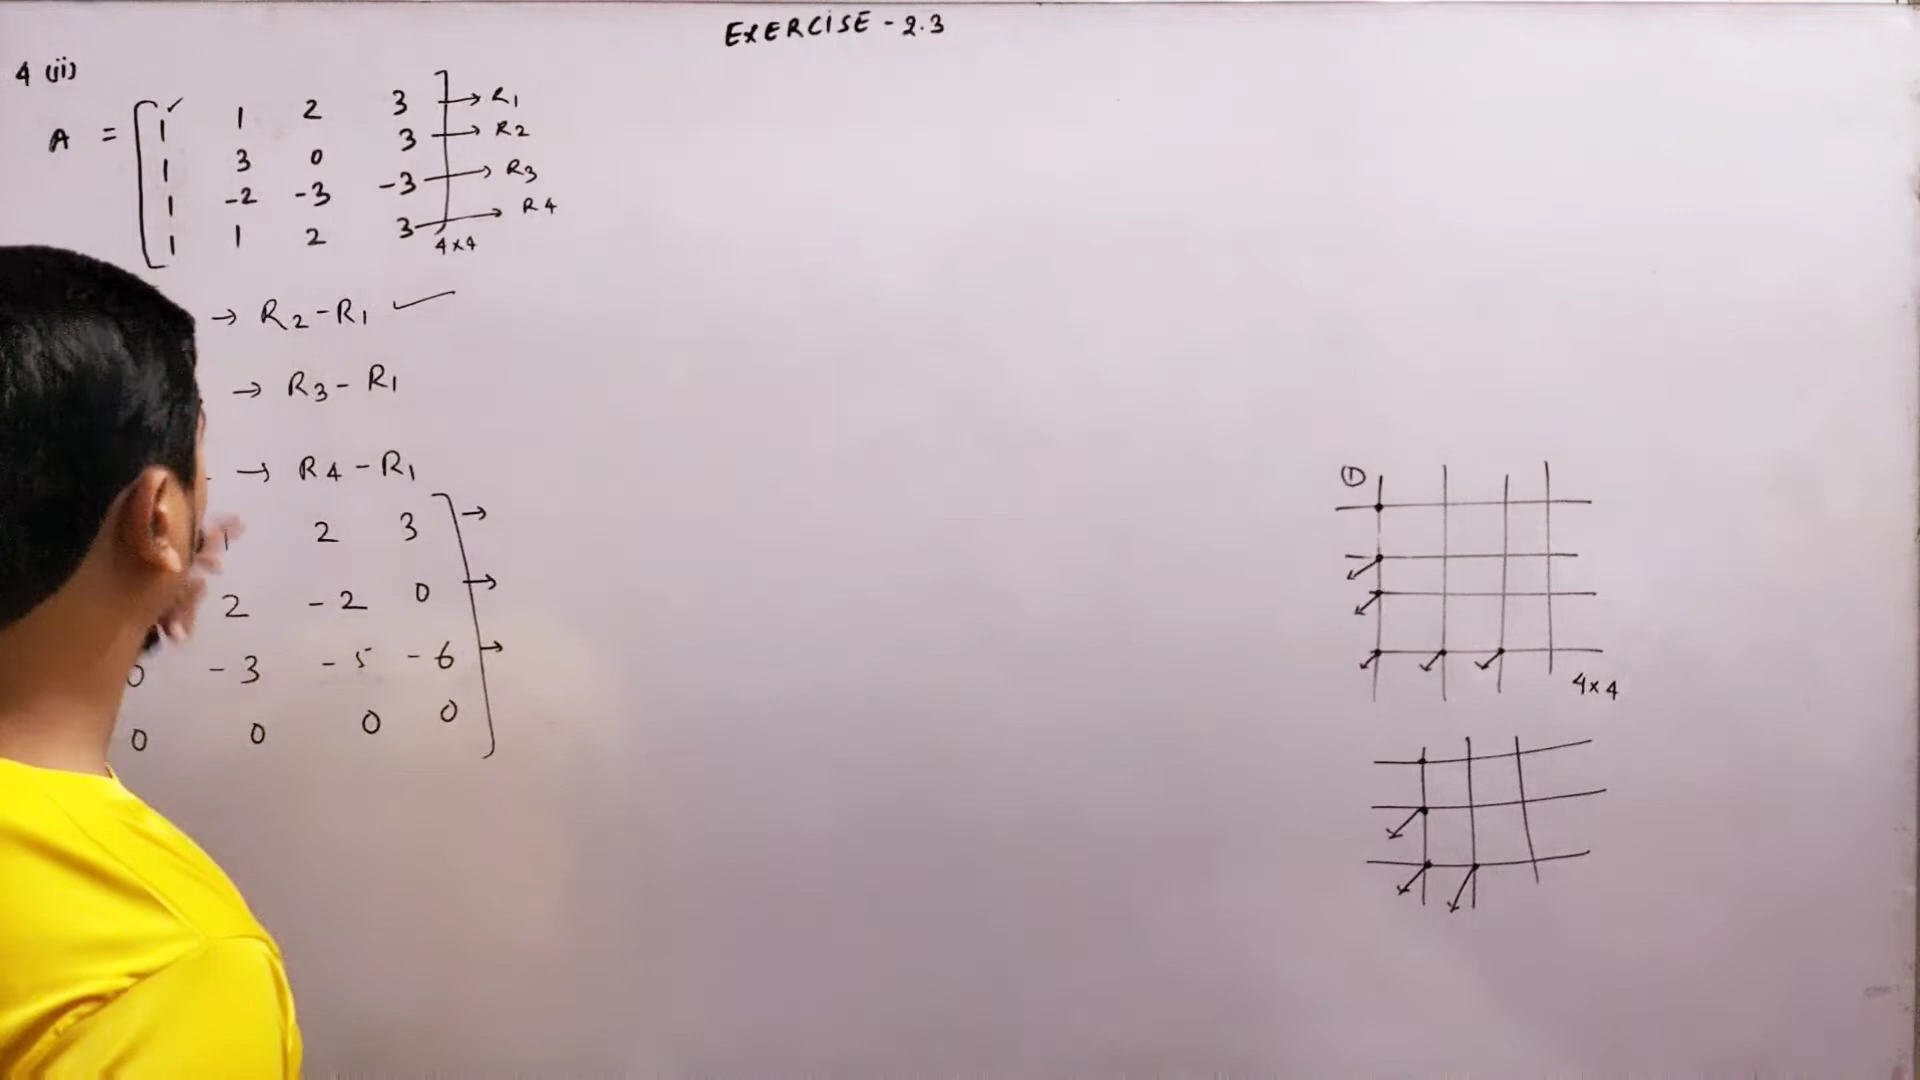 EXERCISE - 2.3
4 (ii)
A = [ 1 ✓ 1 2 3 ] → R1
1 3 0 3 → R2
1 -2 -3 -3 → R3
1 1 2 3 → R4
4×4
→ R2 - R1 ✓
→ R3 - R1
→ R4 - R1
1 2 3 ] →
2 -2 0 →
0 -3 -5 -6 →
0 0 0 0
①
4×4